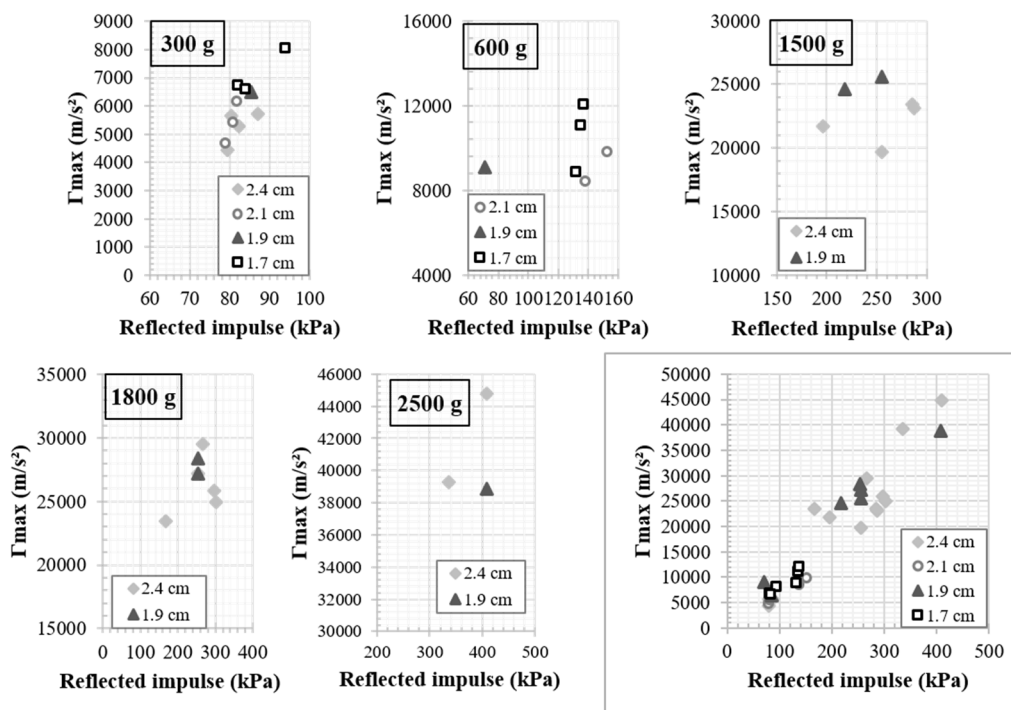 9000
8000
7000
6000
5000
4000
3000
2000
1000
0
Γmax (m/s²)
300 g
2.4 cm
2.1 cm
1.9 cm
1.7 cm
60 70 80 90 100
Reflected impulse (kPa)
16000
12000
8000
4000
Γmax (m/s²)
600 g
2.1 cm
1.9 cm
1.7 cm
60 80 100 120 140 160
Reflected impulse (kPa)
30000
25000
20000
15000
10000
Γmax (m/s²)
1500 g
2.4 cm
1.9 m
150 200 250 300
Reflected impulse (kPa)
35000
30000
25000
20000
15000
Γmax (m/s²)
1800 g
2.4 cm
1.9 cm
0 100 200 300 400
Reflected impulse (kPa)
46000
44000
42000
40000
38000
36000
34000
32000
30000
Γmax (m/s²)
2500 g
2.4 cm
1.9 cm
200 300 400 500
Reflected impulse (kPa)
50000
45000
40000
35000
30000
25000
20000
15000
10000
5000
0
Γmax (m/s²)
2.4 cm
2.1 cm
1.9 cm
1.7 cm
0 100 200 300 400 500
Reflected impulse (kPa)